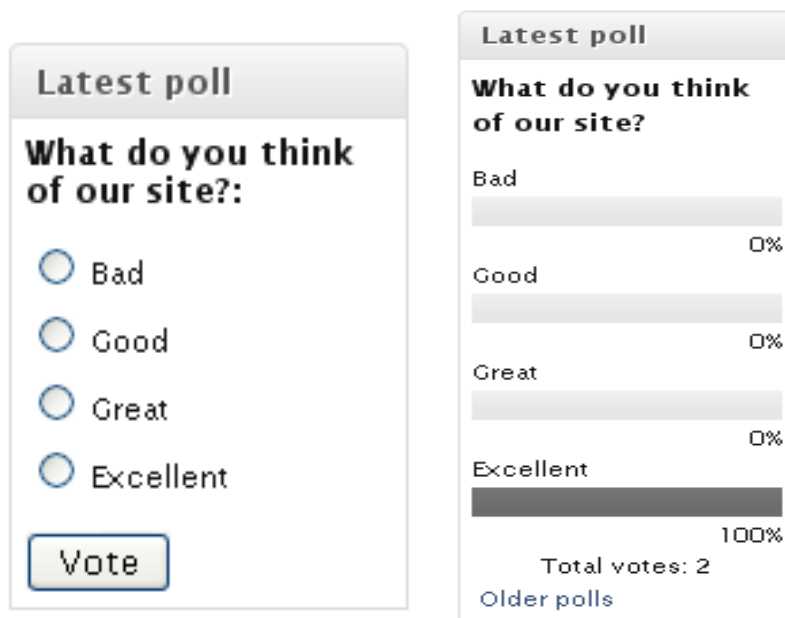 Latest poll
What do you think
of our site?:
Bad
Good
Great
Excellent
Vote
Latest poll
What do you think
of our site?
Bad
0%
Good
0%
Great
0%
Excellent
100%
Total votes: 2
Older polls